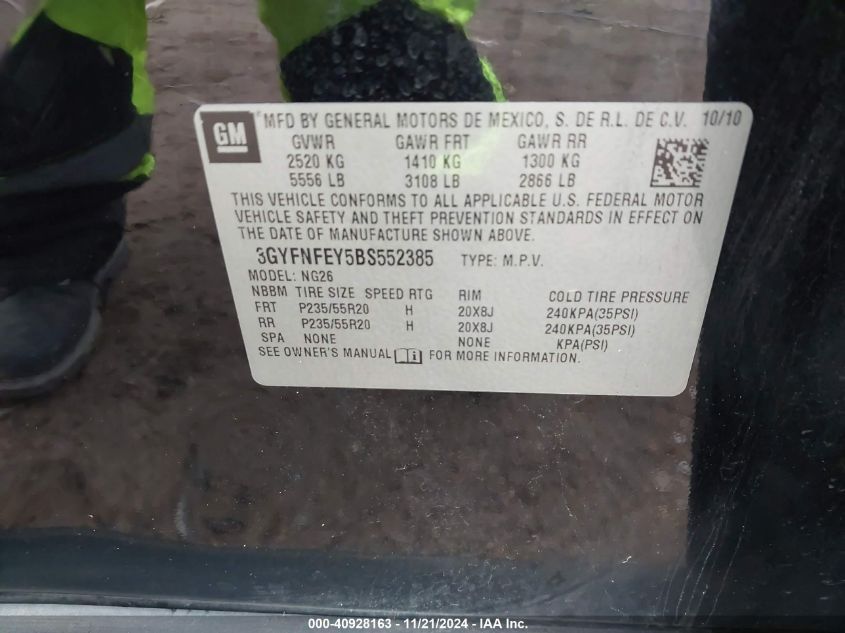 GM ® MFD BY GENERAL MOTORS DE MEXICO, S. DE R.L. DE C.V. 10/10
GVWR GAWR FRT GAWR RR
2520 KG 1410 KG 1300 KG
5556 LB 3108 LB 2866 LB
THIS VEHICLE CONFORMS TO ALL APPLICABLE U.S. FEDERAL MOTOR
VEHICLE SAFETY AND THEFT PREVENTION STANDARDS IN EFFECT ON
THE DATE OF MANUFACTURE SHOWN ABOVE.
3GYFNFEY5BS552385 TYPE: M.P.V.
MODEL: NG26
NBBM TIRE SIZE SPEED RTG RIM COLD TIRE PRESSURE
FRT P235/55R20 H 20X8J 240KPA(35PSI)
RR P235/55R20 H 20X8J 240KPA(35PSI)
SPA NONE NONE KPA(PSI)
SEE OWNER'S MANUAL FOR MORE INFORMATION.
000-40928163 — 11/21/2024 — IAA Inc.